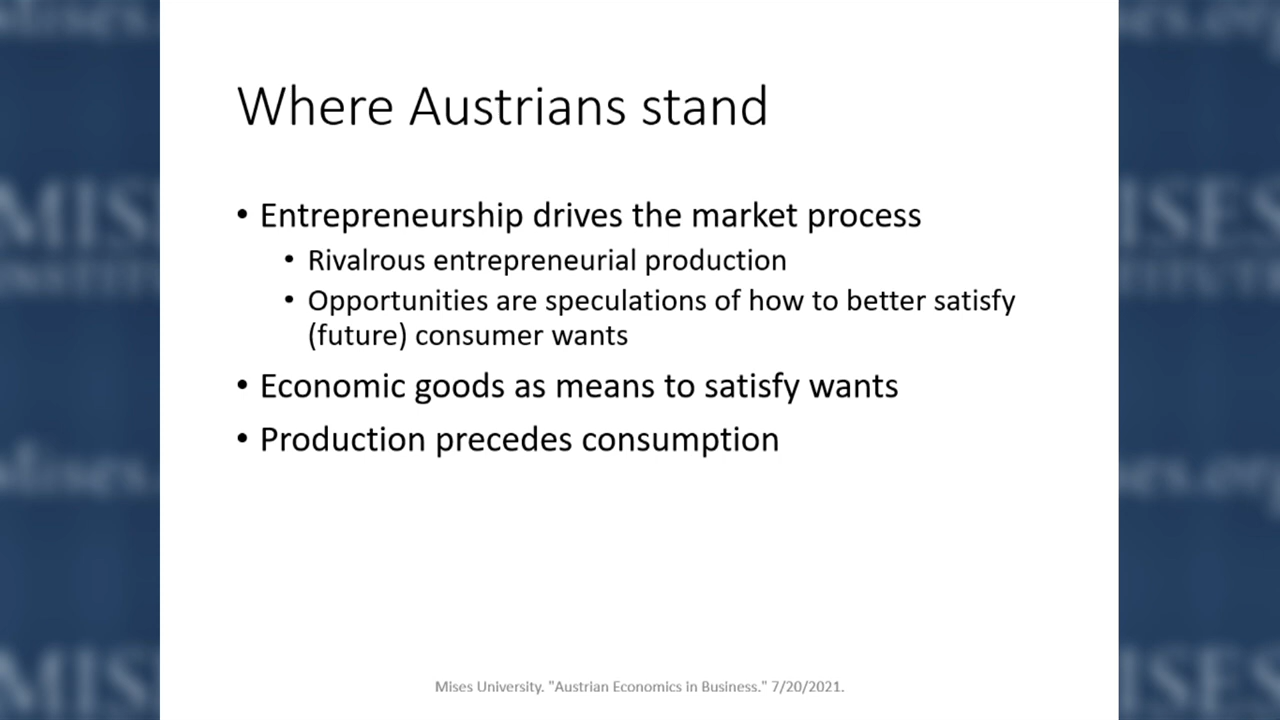 Where Austrians stand
• Entrepreneurship drives the market process
• Rivalrous entrepreneurial production
• Opportunities are speculations of how to better satisfy
(future) consumer wants
• Economic goods as means to satisfy wants
• Production precedes consumption
Mises University. "Austrian Economics in Business." 7/20/2021.